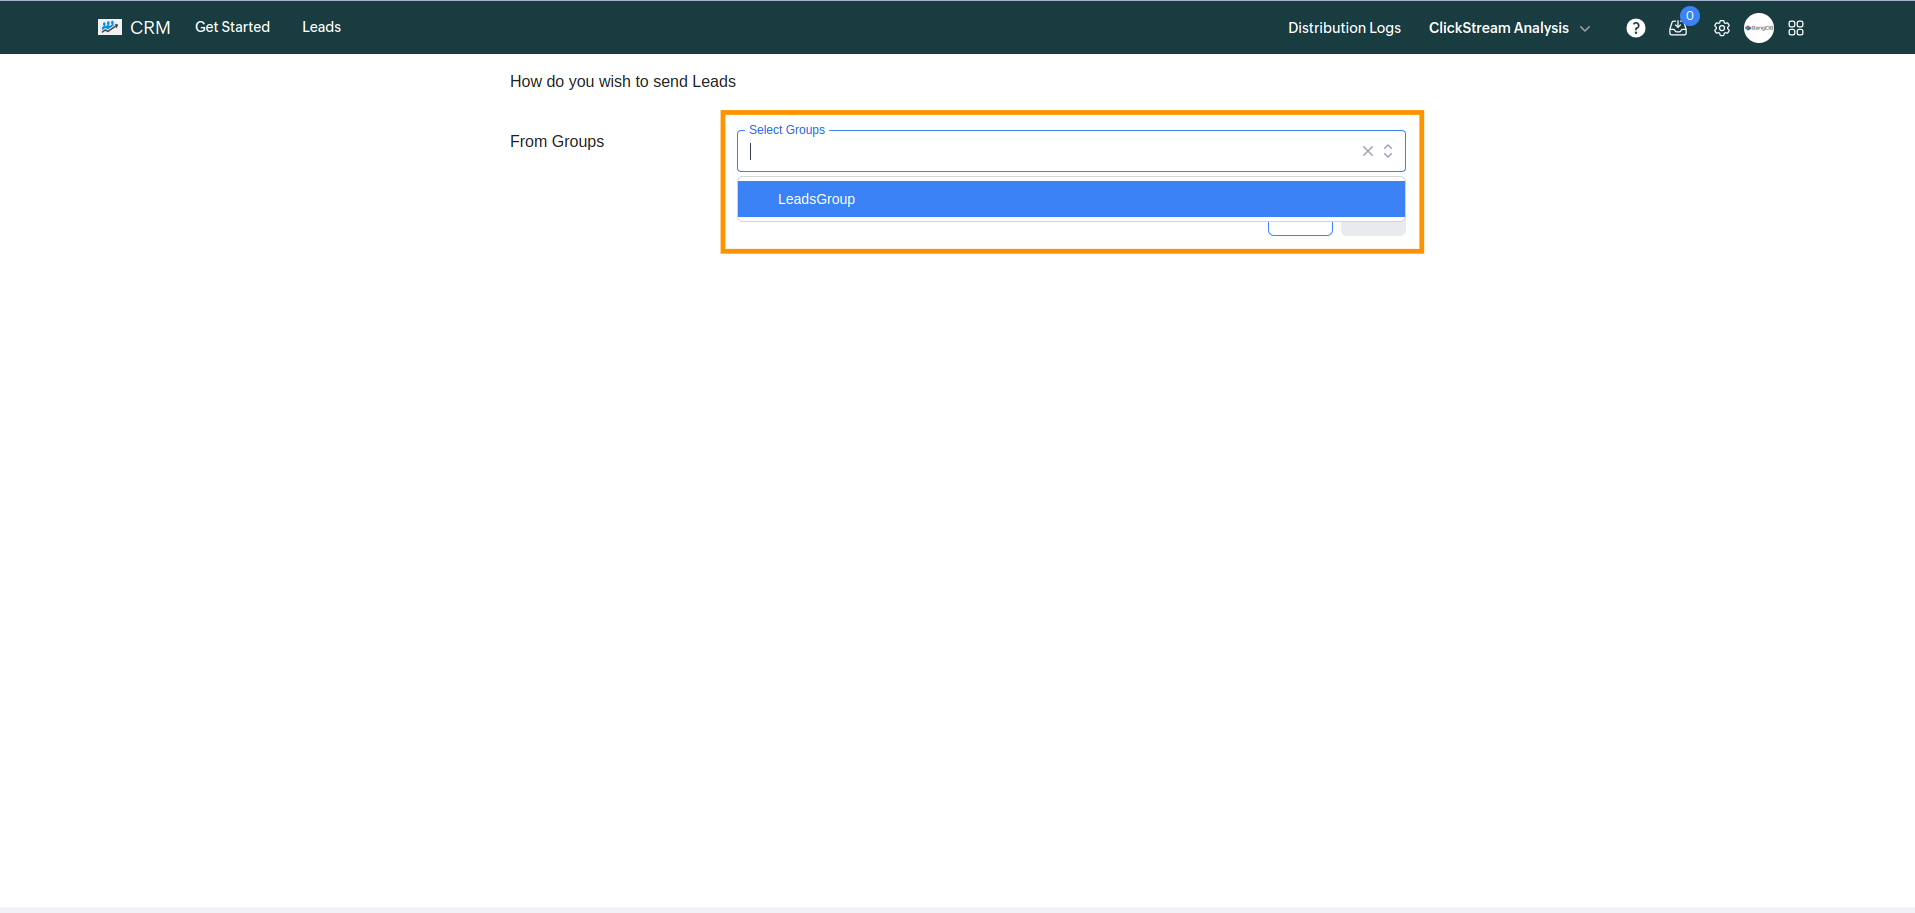 CRM Get Started Leads Distribution Logs ClickStream Analysis ? 0 BangDB
How do you wish to send Leads
Select Groups
From Groups
LeadsGroup